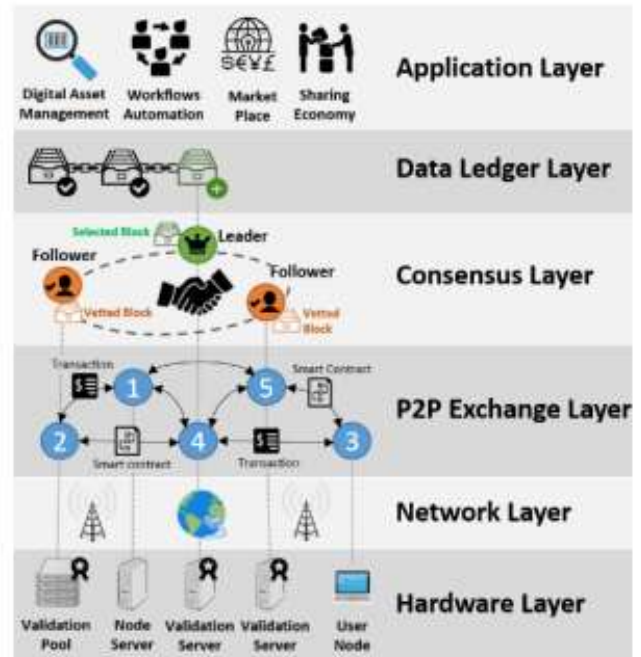 S€¥£
Digital Asset
Management
Workflows
Automation
Market
Place
Sharing
Economy
Application Layer
Data Ledger Layer
Selected Block
Leader
Follower
Follower
Vetted Block
Vetted
Block
Consensus Layer
Transaction
Smart Contract
1
5
$
2
4
3
$
Smart contract
Transaction
P2P Exchange Layer
Network Layer
Validation
Pool
Node
Server
Validation
Server
Validation
Server
User
Node
Hardware Layer